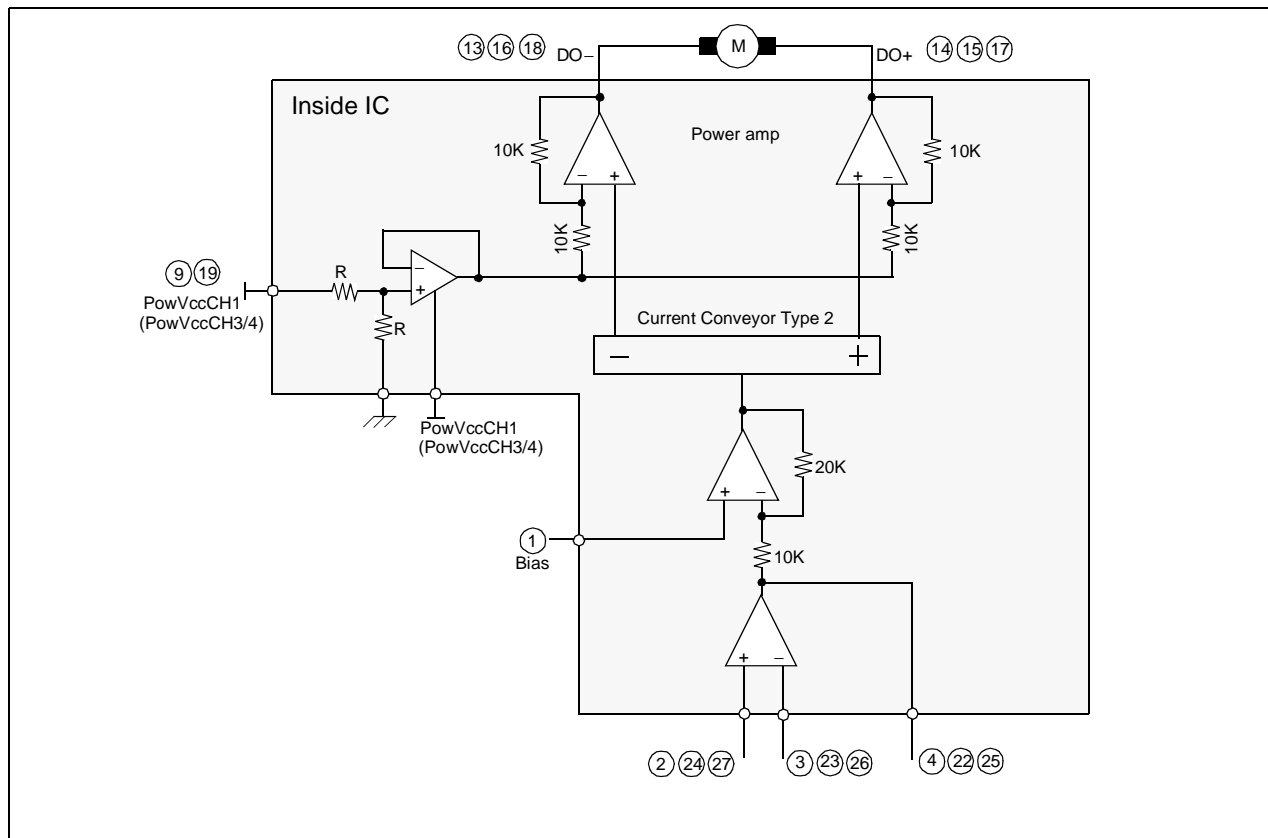 13 16 18 DO– M DO+ 14 15 17
Inside IC
Power amp
10K 10K
– + + –
10K 10K
9 19 R – +
PowVccCH1
(PowVccCH3/4)
R
Current Conveyor Type 2
– +
PowVccCH1
(PowVccCH3/4)
20K
+ –
1
Bias
10K
+ –
2 24 27 3 23 26 4 22 25